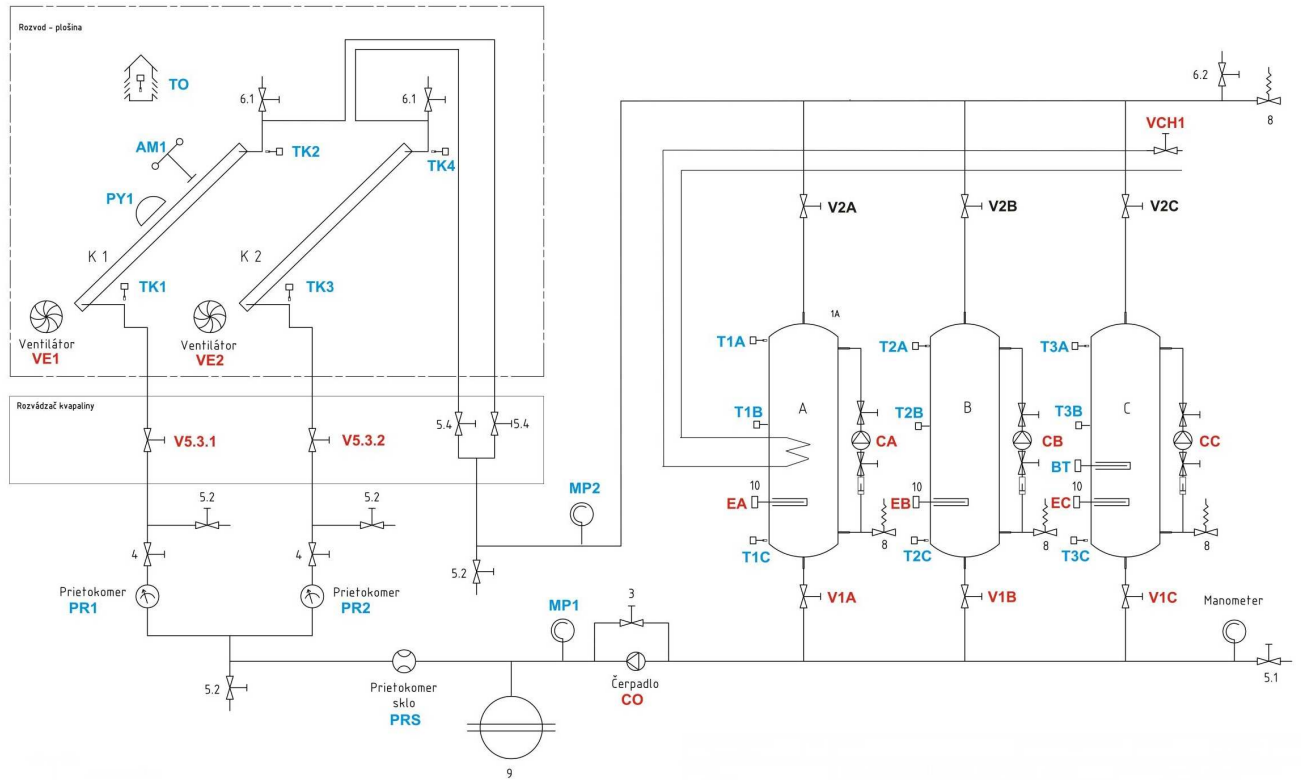 Rozvod - plošina
TO
6.1
6.1
6.2
8
AM1
TK2
TK4
VCH1
PY1
V2A
V2B
V2C
K 1
K 2
TK1
TK3
1A
Ventilátor
VE1
Ventilátor
VE2
T1A
T2A
T3A
Rozvádzač kvapaliny
A
B
C
T1B
T2B
T3B
5.4
5.4
V5.3.1
V5.3.2
CA
CB
CC
BT
5.2
5.2
MP2
10
10
10
EA
EB
EC
4
4
T1C
T2C
T3C
8
8
8
5.2
Prietokomer
PR1
Prietokomer
PR2
V1A
V1B
V1C
MP1
3
Manometer
5.2
Prietokomer
sklo
PRS
Čerpadlo
CO
5.1
9